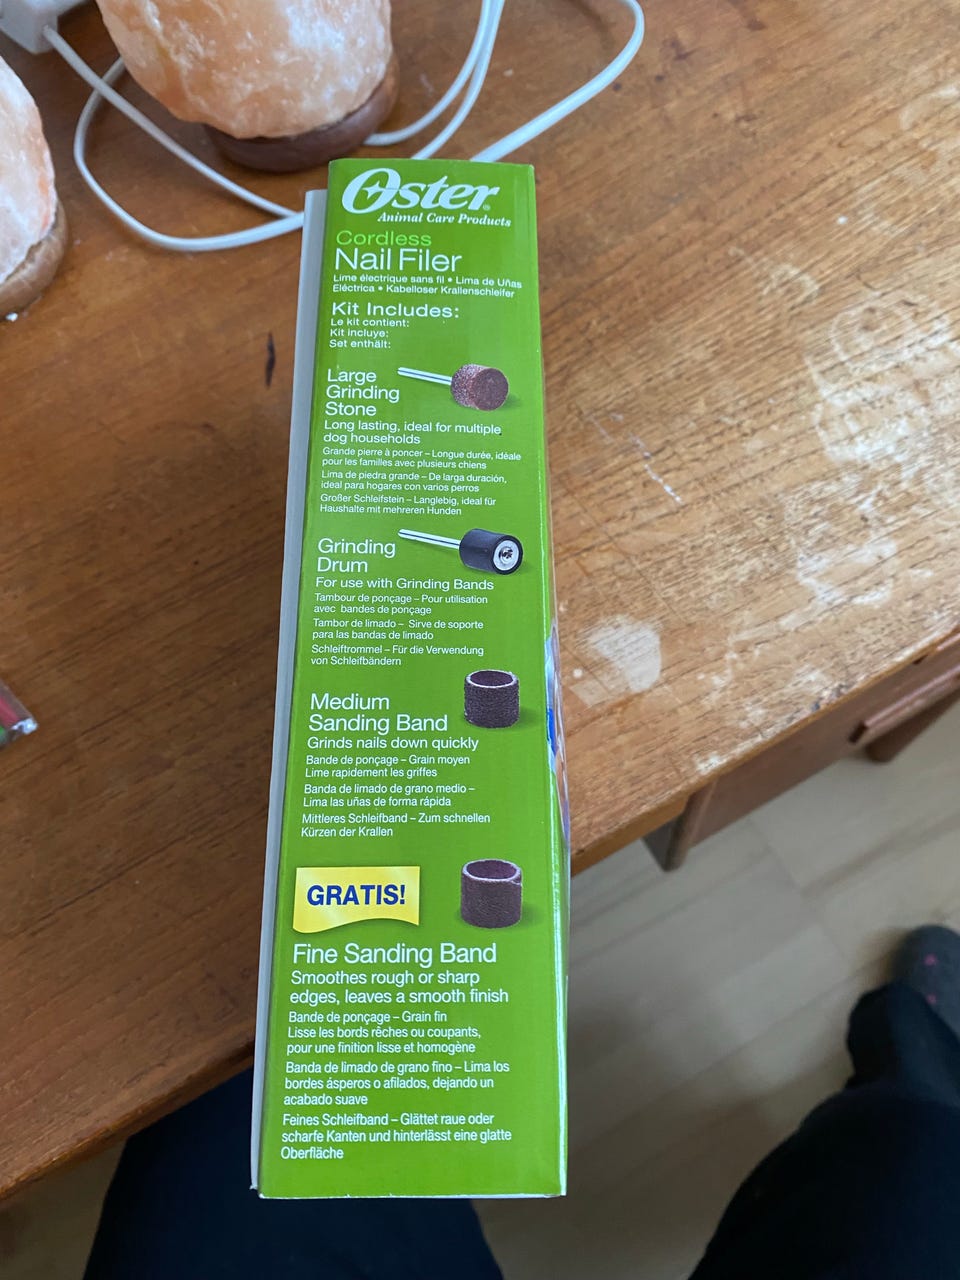 Oster®
Animal Care Products
Cordless
Nail Filer
Lime électrique sans fil • Lima de Uñas
Eléctrica • Kabelloser Krallenschleifer
Kit Includes:
Le kit contient:
Kit incluye:
Set enthält:
Large
Grinding
Stone
Long lasting, ideal for multiple
dog households
Grande pierre à poncer – Longue durée, idéale
pour les familles avec plusieurs chiens
Lima de piedra grande – De larga duración,
ideal para hogares con varios perros
Großer Schleifstein – Langlebig, ideal für
Haushalte mit mehreren Hunden
Grinding
Drum
For use with Grinding Bands
Tambour de ponçage – Pour utilisation
avec bandes de ponçage
Tambor de limado – Sirve de soporte
para las bandas de limado
Schleiftrommel – Für die Verwendung
von Schleifbändern
Medium
Sanding Band
Grinds nails down quickly
Bande de ponçage – Grain moyen
Lime rapidement les griffes
Banda de limado de grano medio –
Lima las uñas de forma rápida
Mittleres Schleifband – Zum schnellen
Kürzen der Krallen
GRATIS!
Fine Sanding Band
Smoothes rough or sharp
edges, leaves a smooth finish
Bande de ponçage – Grain fin
Lisse les bords rêches ou coupants,
pour une finition lisse et homogène
Banda de limado de grano fino – Lima los
bordes ásperos o afilados, dejando un
acabado suave
Feines Schleifband – Glättet raue oder
scharfe Kanten und hinterlässt eine glatte
Oberfläche